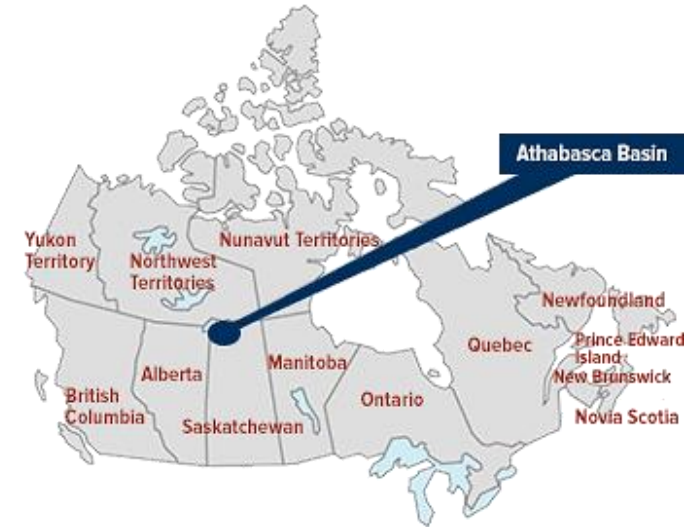 Athabasca Basin
Yukon
Territory
Northwest
Territories
Nunavut Territories
Newfoundland
Prince Edward
Island
New Brunswick
Novia Scotia
Quebec
Ontario
Manitoba
Alberta
Saskatchewan
British
Columbia